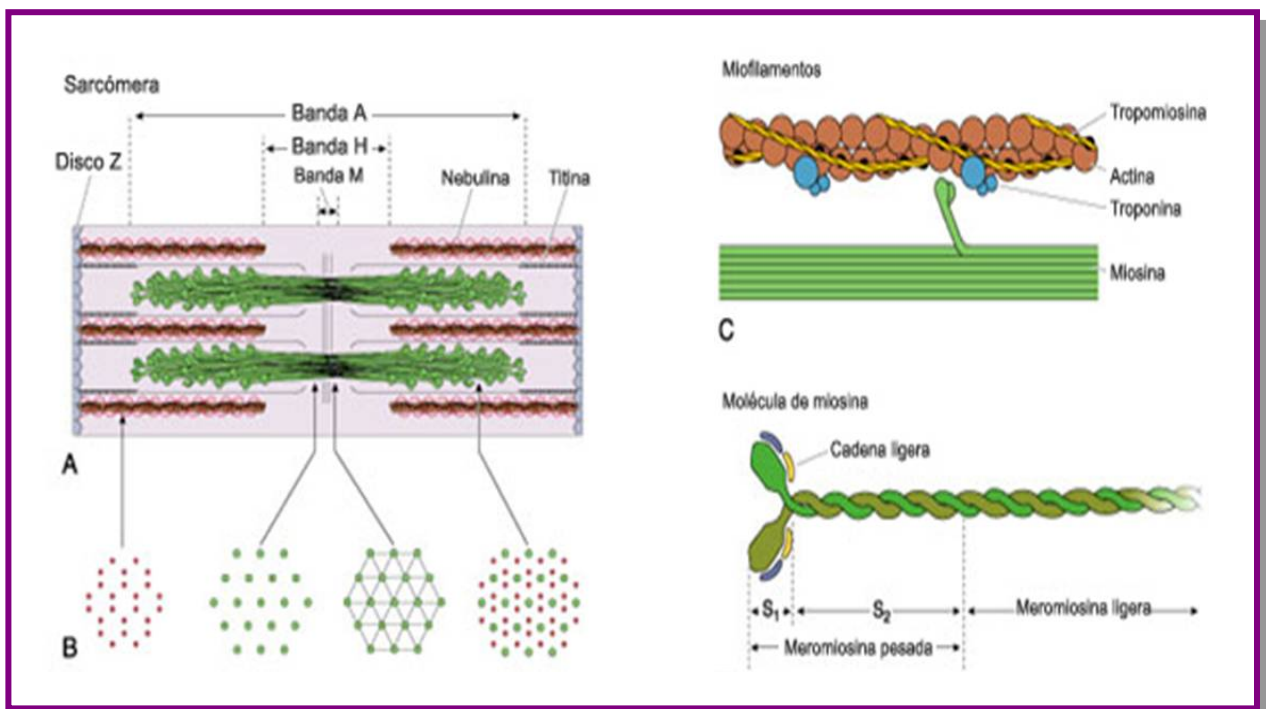 Sarcómera
Banda A
Banda H
Disco Z
Banda M
Nebulina
Titina
A
B
Miofilamentos
Tropomiosina
Actina
Troponina
Miosina
C
Molécula de miosina
Cadena ligera
S1
S2
Meromiosina ligera
Meromiosina pesada